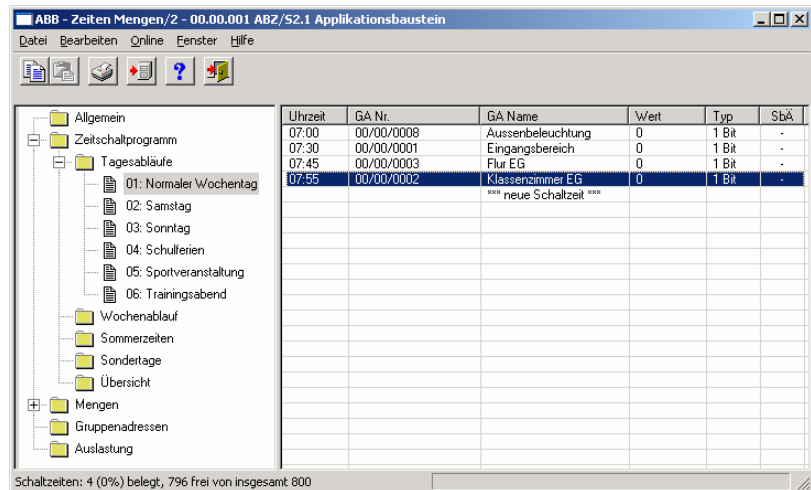 ABB - Zeiten Mengen/2 - 00.00.001 ABZ/S2.1 Applikationsbaustein
Datei Bearbeiten Online Fenster Hilfe
Allgemein
Zeitschaltprogramm
Tagesabläufe
01: Normaler Wochentag
02: Samstag
03: Sonntag
04: Schulferien
05: Sportveranstaltung
06: Trainingsabend
Wochenablauf
Sommerzeiten
Sondertage
Übersicht
Mengen
Gruppenadressen
Auslastung
Uhrzeit GA Nr. GA Name Wert Typ SbÄ
07:00 00/00/0008 Aussenbeleuchtung 0 1 Bit -
07:30 00/00/0001 Eingangsbereich 0 1 Bit -
07:45 00/00/0003 Flur EG 0 1 Bit -
07:55 00/00/0002 Klassenzimmer EG 0 1 Bit -
*** neue Schaltzeit ***
Schaltzeiten: 4 (0%) belegt, 796 frei von insgesamt 800